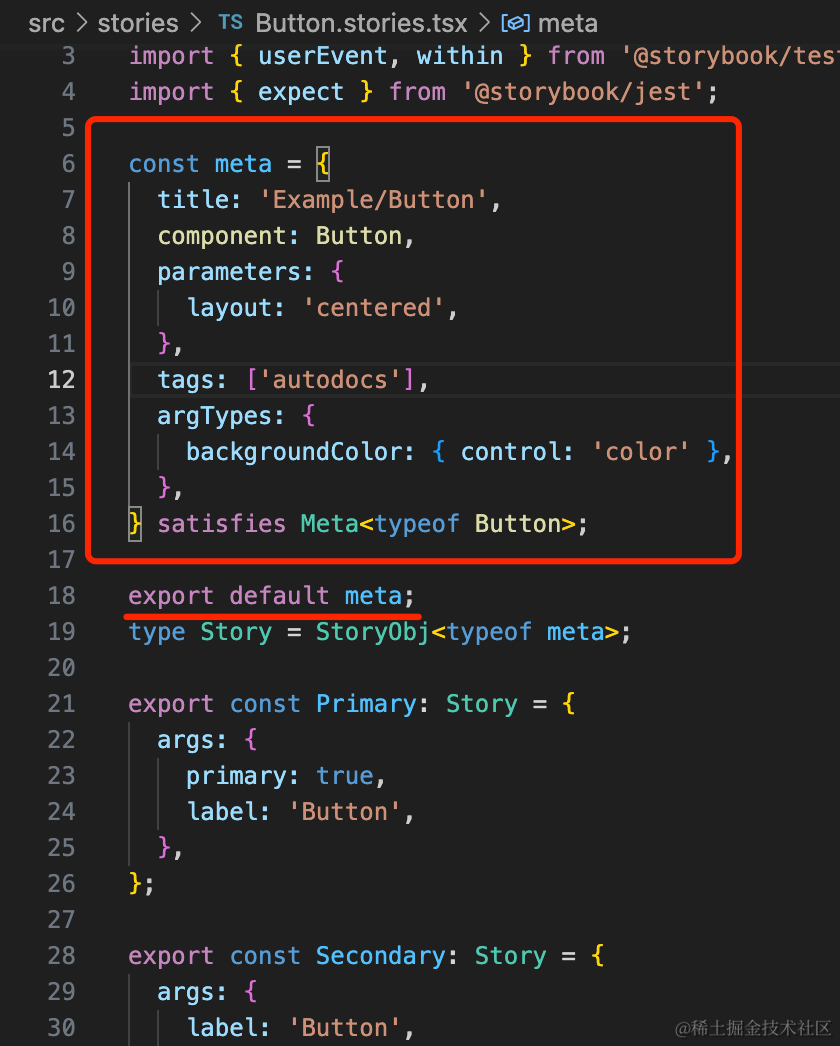 src > stories > TS Button.stories.tsx > meta
3 import { userEvent, within } from '@storybook/tes
4 import { expect } from '@storybook/jest';
5
6 const meta = {
7   title: 'Example/Button',
8   component: Button,
9   parameters: {
10     layout: 'centered',
11   },
12   tags: ['autodocs'],
13   argTypes: {
14     backgroundColor: { control: 'color' },
15   },
16 } satisfies Meta<typeof Button>;
17
18 export default meta;
19 type Story = StoryObj<typeof meta>;
20
21 export const Primary: Story = {
22   args: {
23     primary: true,
24     label: 'Button',
25   },
26 };
27
28 export const Secondary: Story = {
29   args: {
30     label: 'Button',
@稀土掘金技术社区